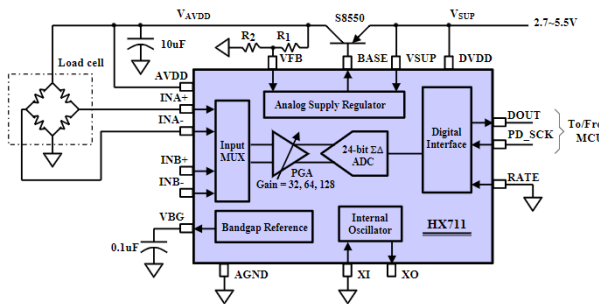 V_AVDD
S8550
V_SUP
2.7~5.5V
R2
R1
10uF
VFB
BASE
VSUP
DVDD
Load cell
AVDD
INA+
INA-
INB+
INB-
VBG
0.1uF
Analog Supply Regulator
Input
MUX
PGA
Gain = 32, 64, 128
24-bit ΣΔ
ADC
Digital
Interface
DOUT
PD_SCK
RATE
To/Fro
MCU
Internal
Oscillator
HX711
Bandgap Reference
AGND
XI
XO